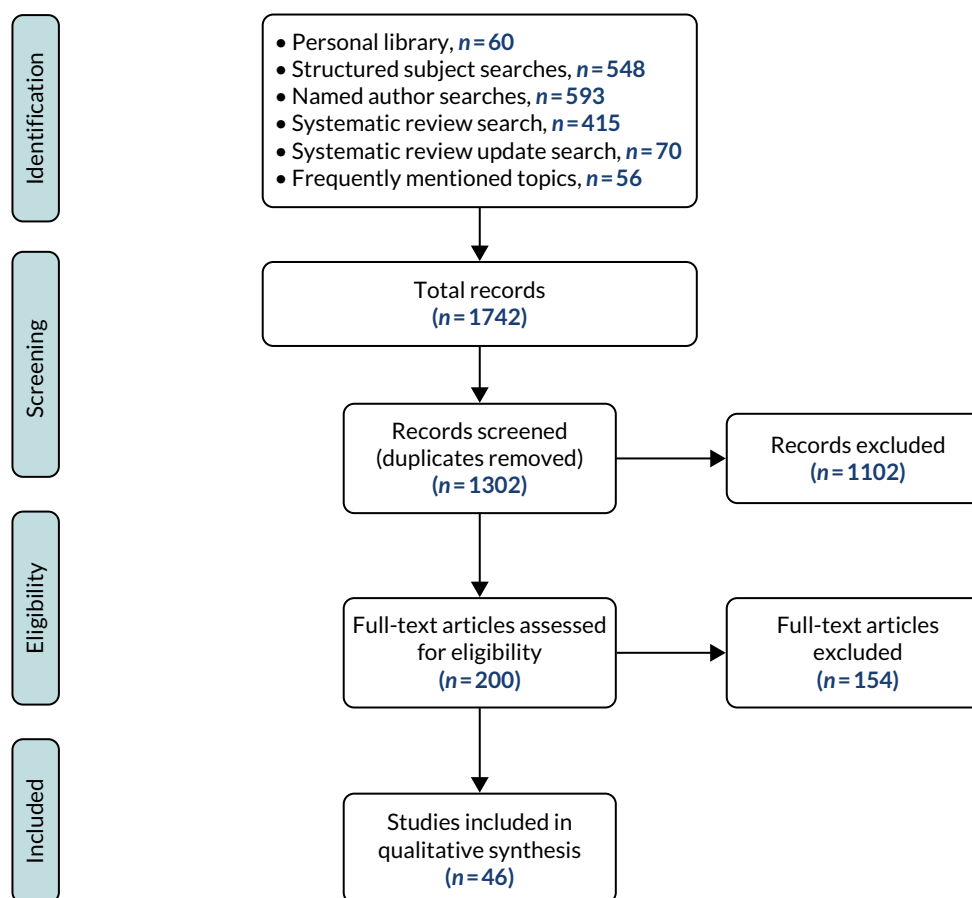 Identification
• Personal library, n=60
• Structured subject searches, n=548
• Named author searches, n=593
• Systematic review search, n=415
• Systematic review update search, n=70
• Frequently mentioned topics, n=56
Screening
Total records
(n=1742)
Records screened
(duplicates removed)
(n=1302)
Records excluded
(n=1102)
Eligibility
Full-text articles assessed
for eligibility
(n=200)
Full-text articles
excluded
(n=154)
Included
Studies included in
qualitative synthesis
(n=46)